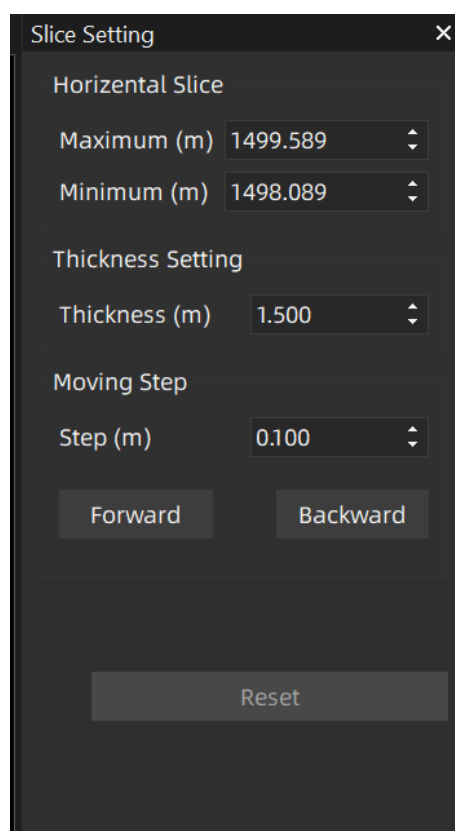 Slice Setting ×
Horizental Slice
Maximum (m) 1499.589
Minimum (m) 1498.089
Thickness Setting
Thickness (m) 1.500
Moving Step
Step (m) 0.100
Forward Backward
Reset